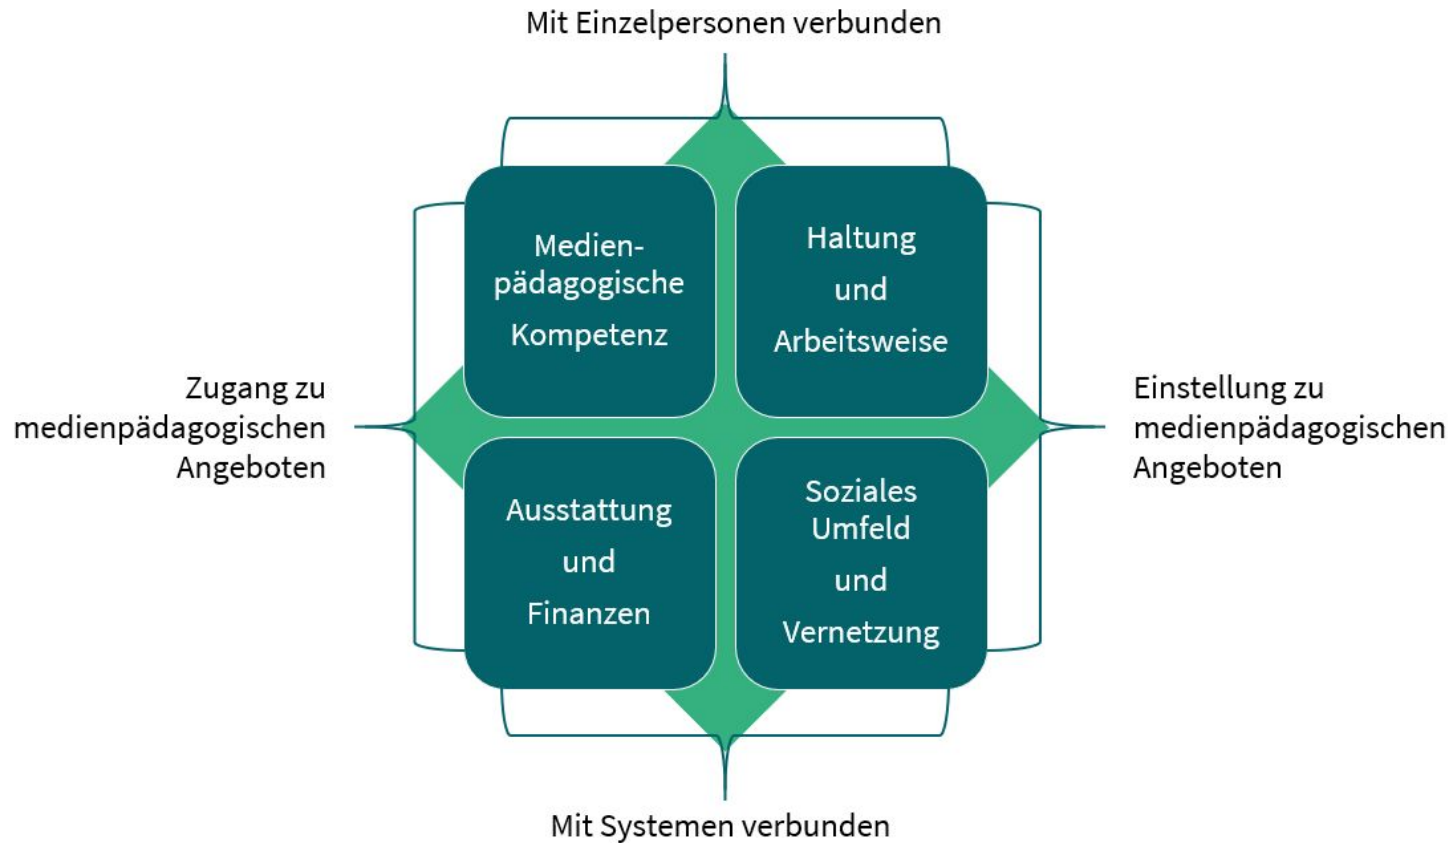 Mit Einzelpersonen verbunden
Medien-
pädagogische
Kompetenz
Haltung
und
Arbeitsweise
Zugang zu
medienpädagogischen
Angeboten
Einstellung zu
medienpädagogischen
Angeboten
Ausstattung
und
Finanzen
Soziales
Umfeld
und
Vernetzung
Mit Systemen verbunden